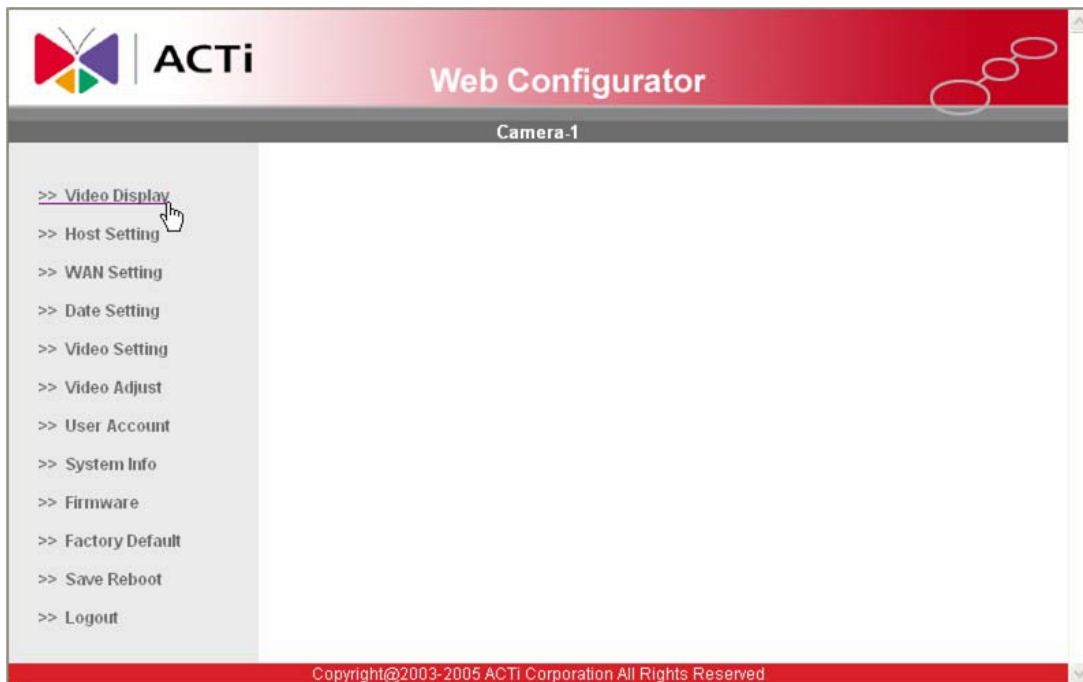 ACTi
Web Configurator
Camera-1
>> Video Display
>> Host Setting
>> WAN Setting
>> Date Setting
>> Video Setting
>> Video Adjust
>> User Account
>> System Info
>> Firmware
>> Factory Default
>> Save Reboot
>> Logout
Copyright@2003-2005 ACTi Corporation All Rights Reserved